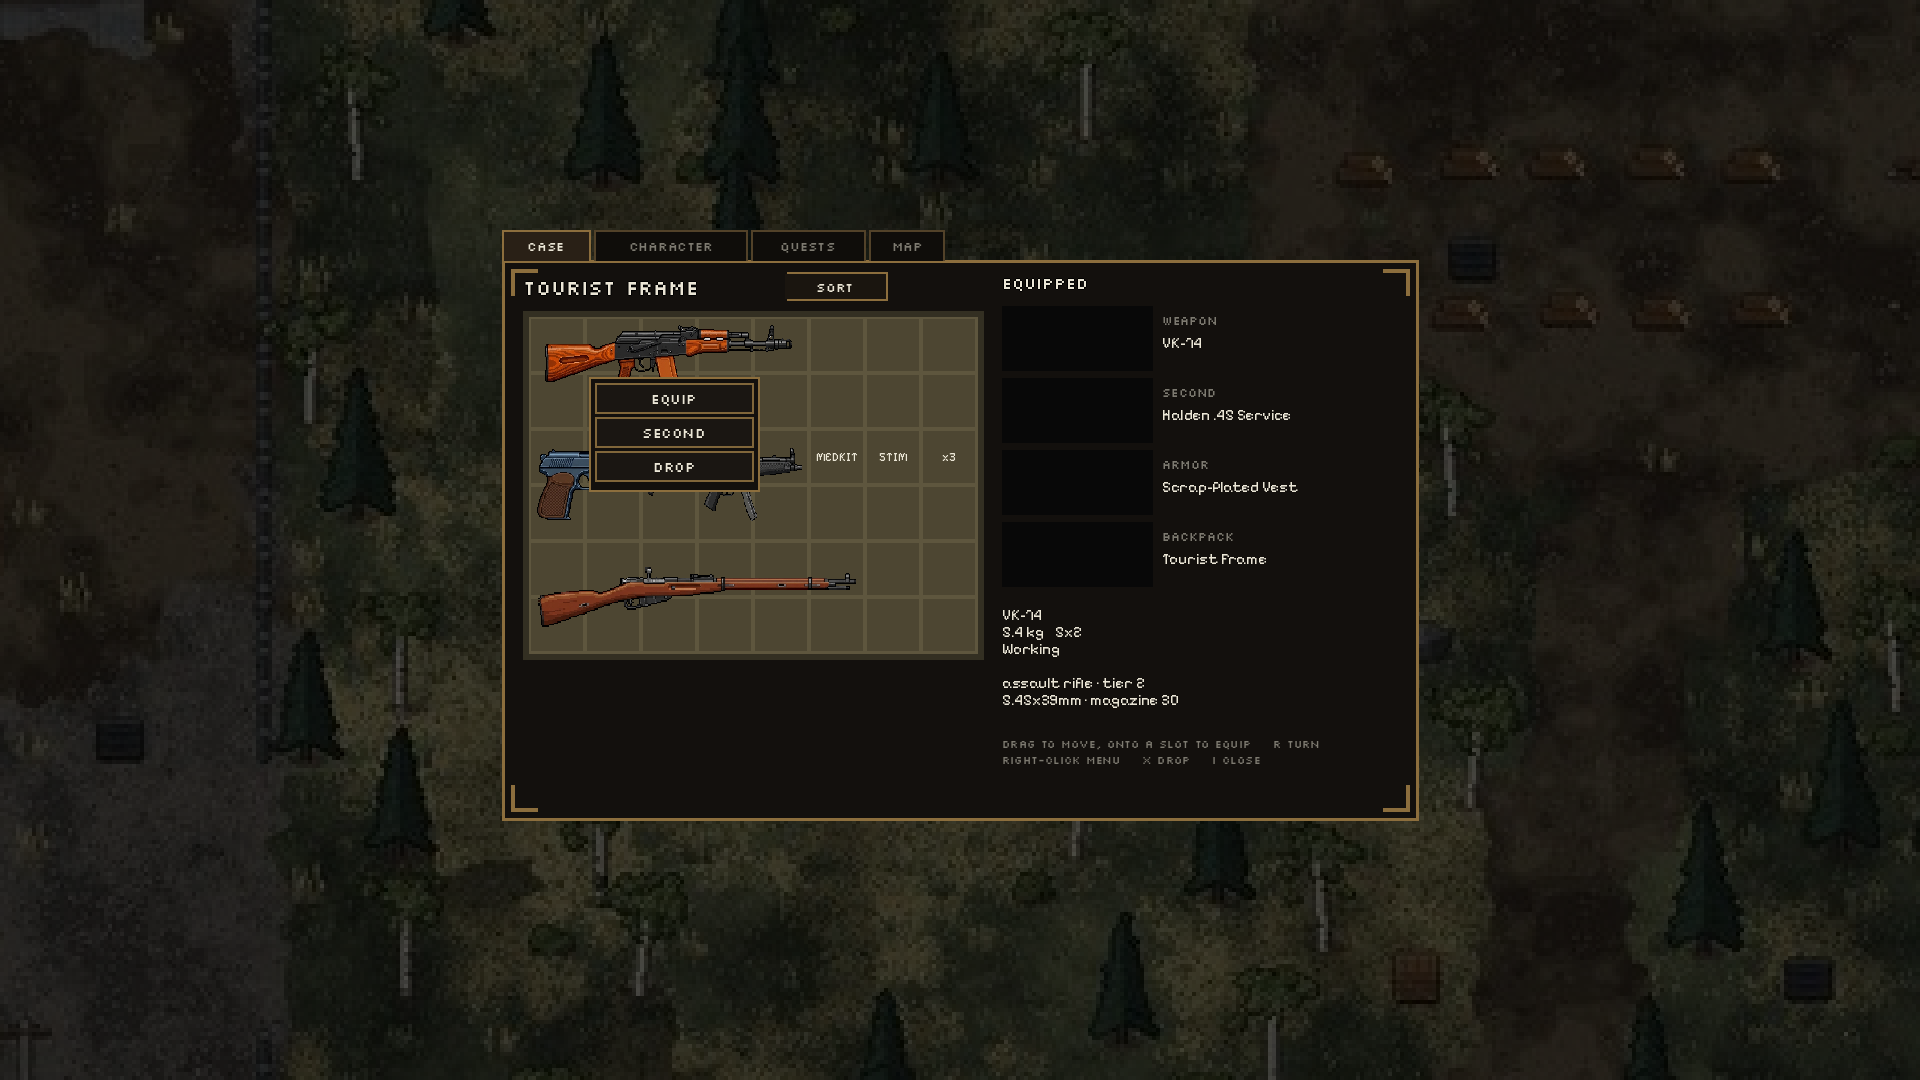 CASE
CHARACTER
QUESTS
MAP
TOURIST FRAME
SORT
EQUIPPED
WEAPON
VK-74
SECOND
Halden .45 Service
EQUIP
SECOND
DROP
MEDKIT
STIM
x3
ARMOR
Scrap-Plated Vest
BACKPACK
Tourist Frame
VK-74
3.4 kg 5x2
Working
assault rifle · tier 2
5.45x39mm · magazine 30
DRAG TO MOVE, ONTO A SLOT TO EQUIP R TURN
RIGHT-CLICK MENU X DROP I CLOSE